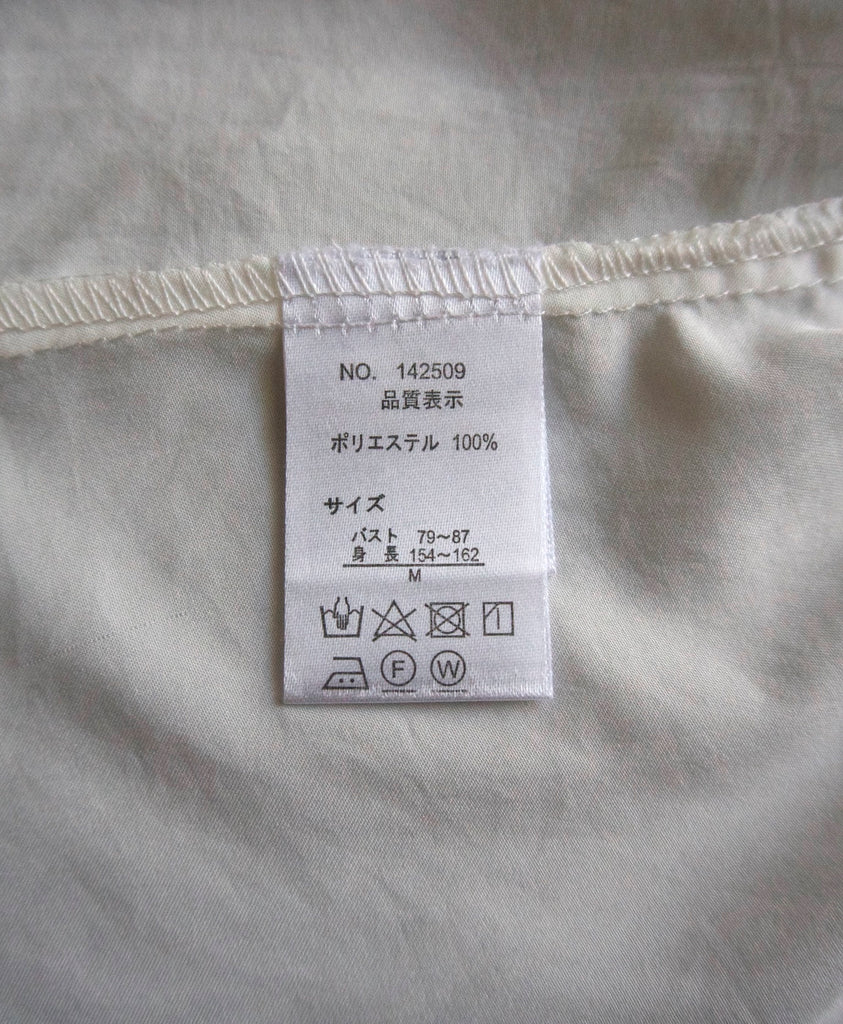 NO. 142509
品質表示
ポリエステル 100%
サイズ
バスト 79～87
身 長 154～162
M
F W